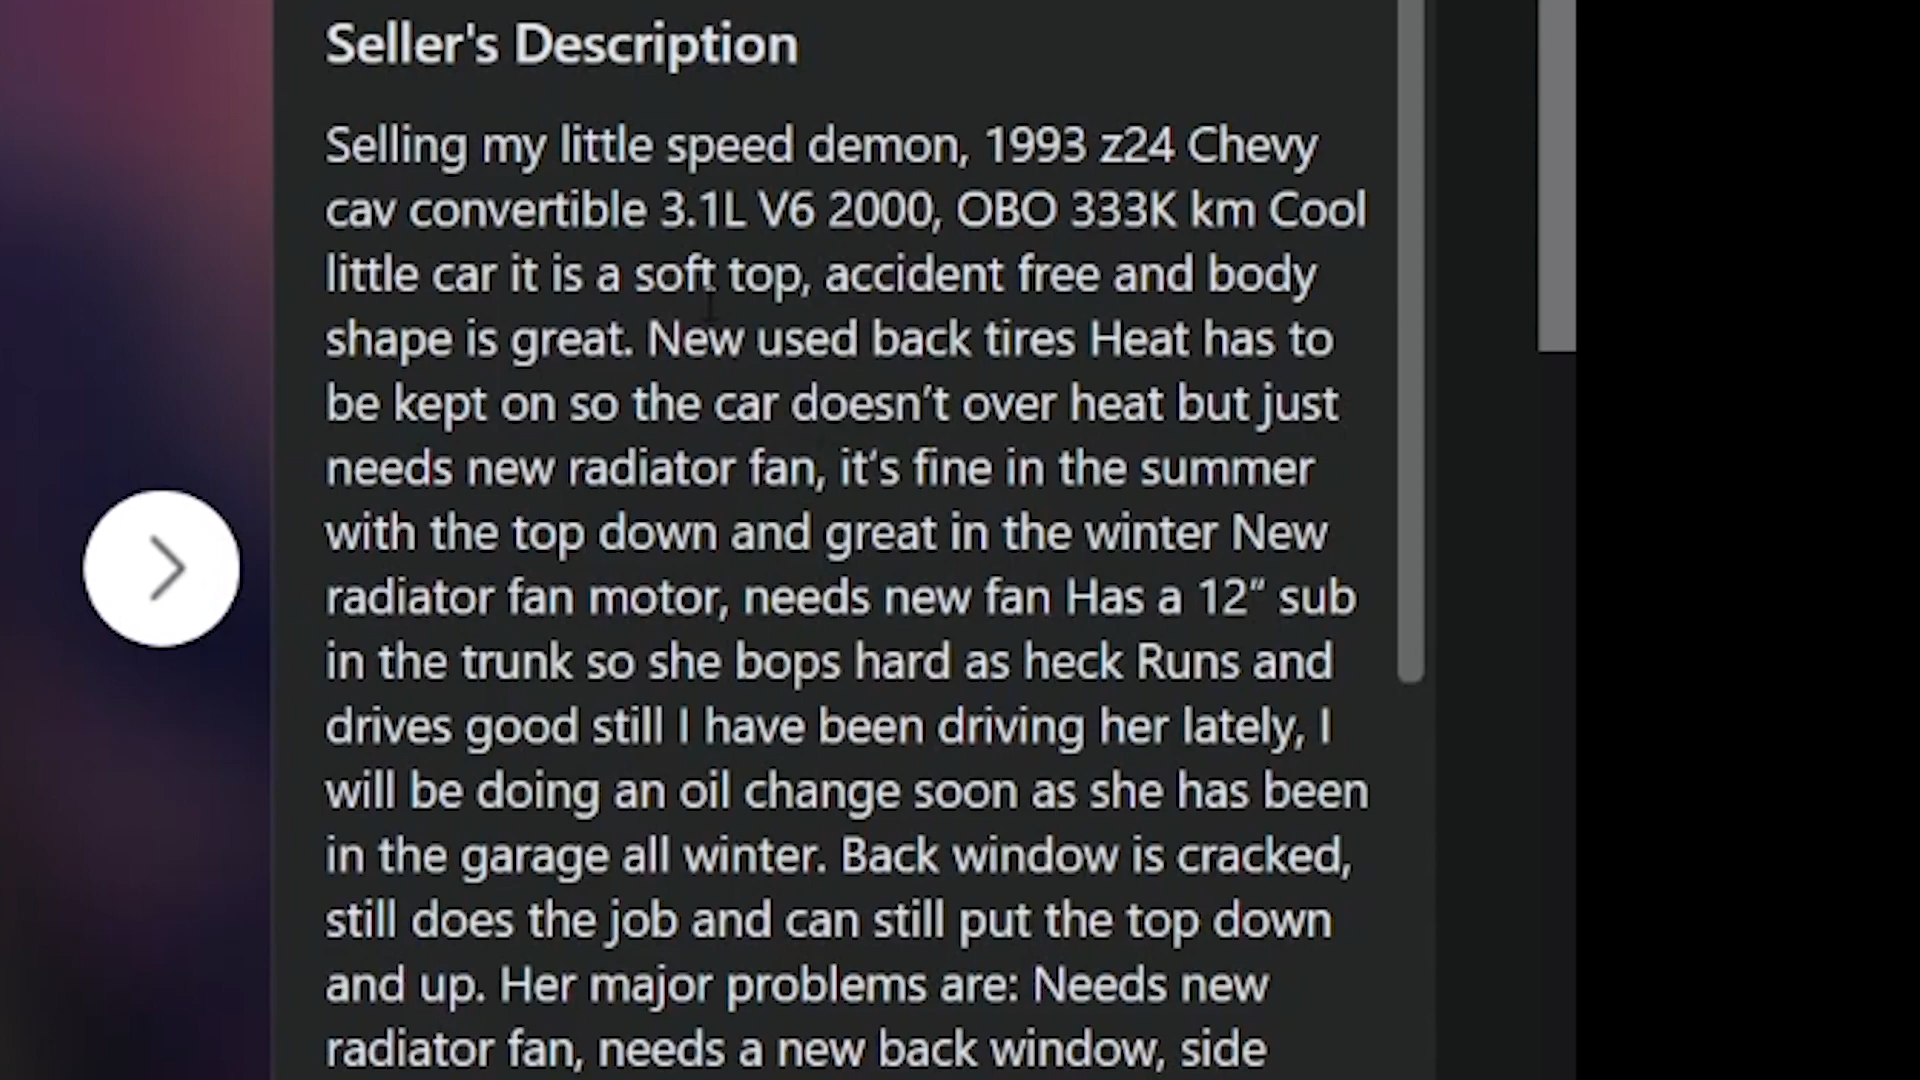 Seller's Description
Selling my little speed demon, 1993 z24 Chevy
cav convertible 3.1L V6 2000, OBO 333K km Cool
little car it is a soft top, accident free and body
shape is great. New used back tires Heat has to
be kept on so the car doesn’t over heat but just
needs new radiator fan, it‘s fine in the summer
with the top down and great in the winter New
radiator fan motor, needs new fan Has a 12” sub
in the trunk so she bops hard as heck Runs and
drives good still I have been driving her lately, I
will be doing an oil change soon as she has been
in the garage all winter. Back window is cracked,
still does the job and can still put the top down
and up. Her major problems are: Needs new
radiator fan, needs a new back window, side